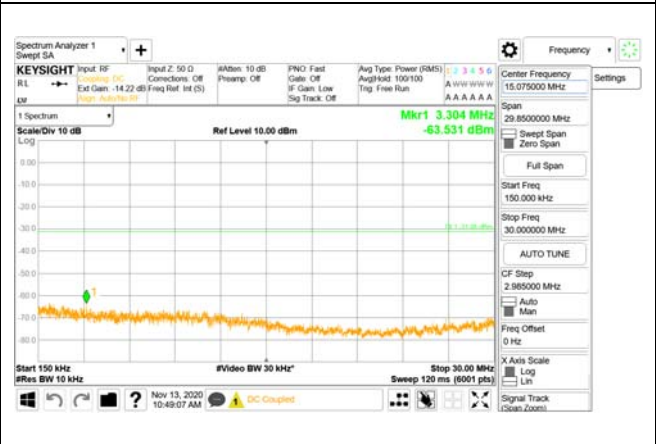 Spectrum Analyzer 1
Swept SA
Frequency
KEYSIGHT
RL
Input: RF
Coupling: DC
Ext Gain: -14.22 dB
Align: Auto/No RF
Input Z: 50 Ω
Corrections: Off
Freq Ref: Int (S)
#Atten: 10 dB
Preamp: Off
PNO: Fast
Gate: Off
IF Gain: Low
Sig Track: Off
Avg Type: Power (RMS)
Avg|Hold: 100/100
Trig: Free Run
1 2 3 4 5 6
A W W W W W
A A A A A A
1 Spectrum
Scale/Div 10 dB
Log
Ref Level 10.00 dBm
Mkr1 3.304 MHz
-63.531 dBm
0.00
-10.0
-20.0
-30.0
-40.0
-50.0
-60.0
-70.0
-80.0
1
Start 150 kHz
#Res BW 10 kHz
#Video BW 30 kHz*
Stop 30.00 MHz
Sweep 120 ms (6001 pts)
Nov 13, 2020
10:49:07 AM
DC Coupled
Settings
Center Frequency
15.075000 MHz
Span
29.8500000 MHz
Swept Span
Zero Span
Full Span
Start Freq
150.000 kHz
Stop Freq
30.000000 MHz
AUTO TUNE
CF Step
2.985000 MHz
Auto
Man
Freq Offset
0 Hz
X Axis Scale
Log
Lin
Signal Track
(Span Zoom)